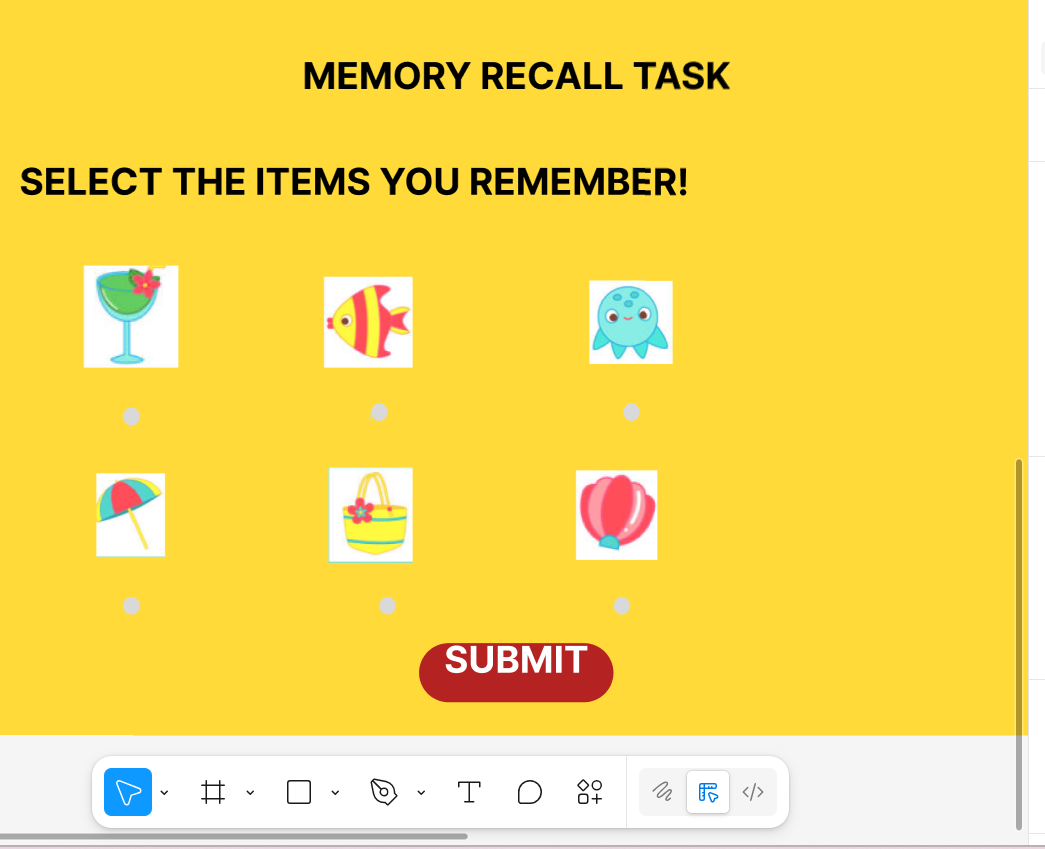 MEMORY RECALL TASK
SELECT THE ITEMS YOU REMEMBER!
SUBMIT